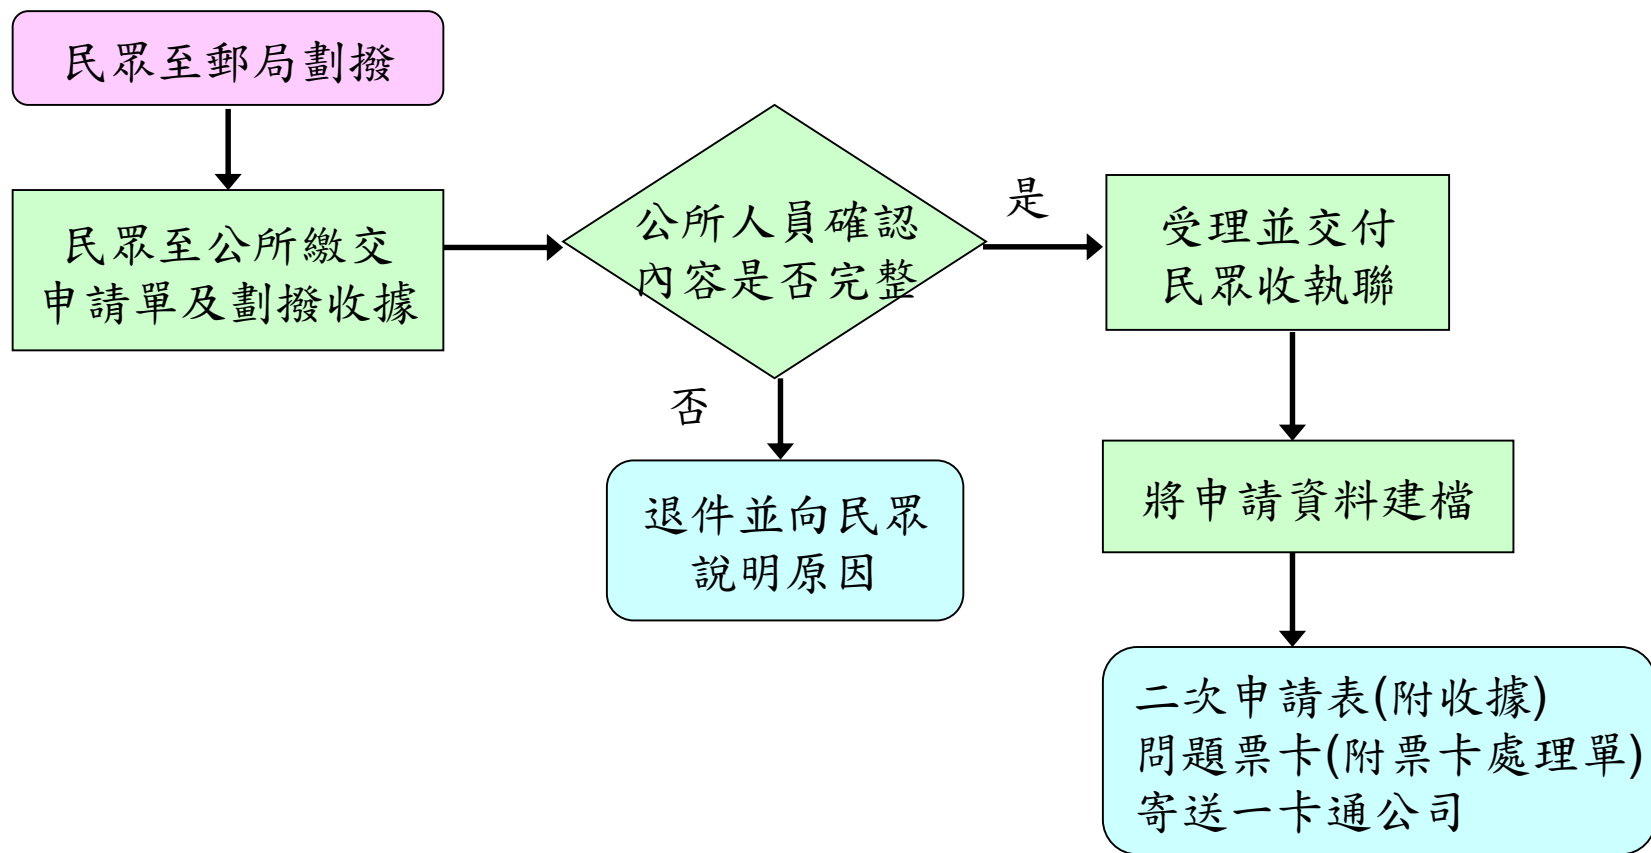 民眾至郵局劃撥
民眾至公所繳交
申請單及劃撥收據
公所人員確認
內容是否完整
是
否
受理並交付
民眾收執聯
退件並向民眾
說明原因
將申請資料建檔
二次申請表(附收據)
問題票卡(附票卡處理單)
寄送一卡通公司